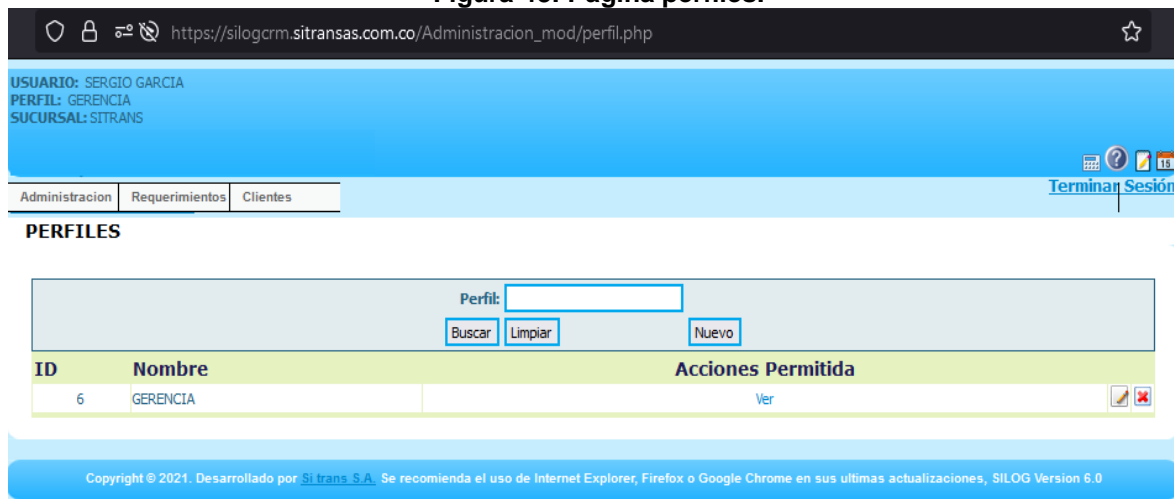 Figura 43. Página perfiles.
https://silogcrm.sitransas.com.co/Administracion_mod/perfil.php
USUARIO: SERGIO GARCIA
PERFIL: GERENCIA
SUCURSAL: SITRANS
15
Terminar Sesión
Administracion Requerimientos Clientes
PERFILES
Perfil:
Buscar Limpiar Nuevo
ID Nombre Acciones Permitida
6 GERENCIA Ver
Copyright © 2021. Desarrollado por Si trans S.A. Se recomienda el uso de Internet Explorer, Firefox o Google Chrome en sus ultimas actualizaciones, SILOG Version 6.0